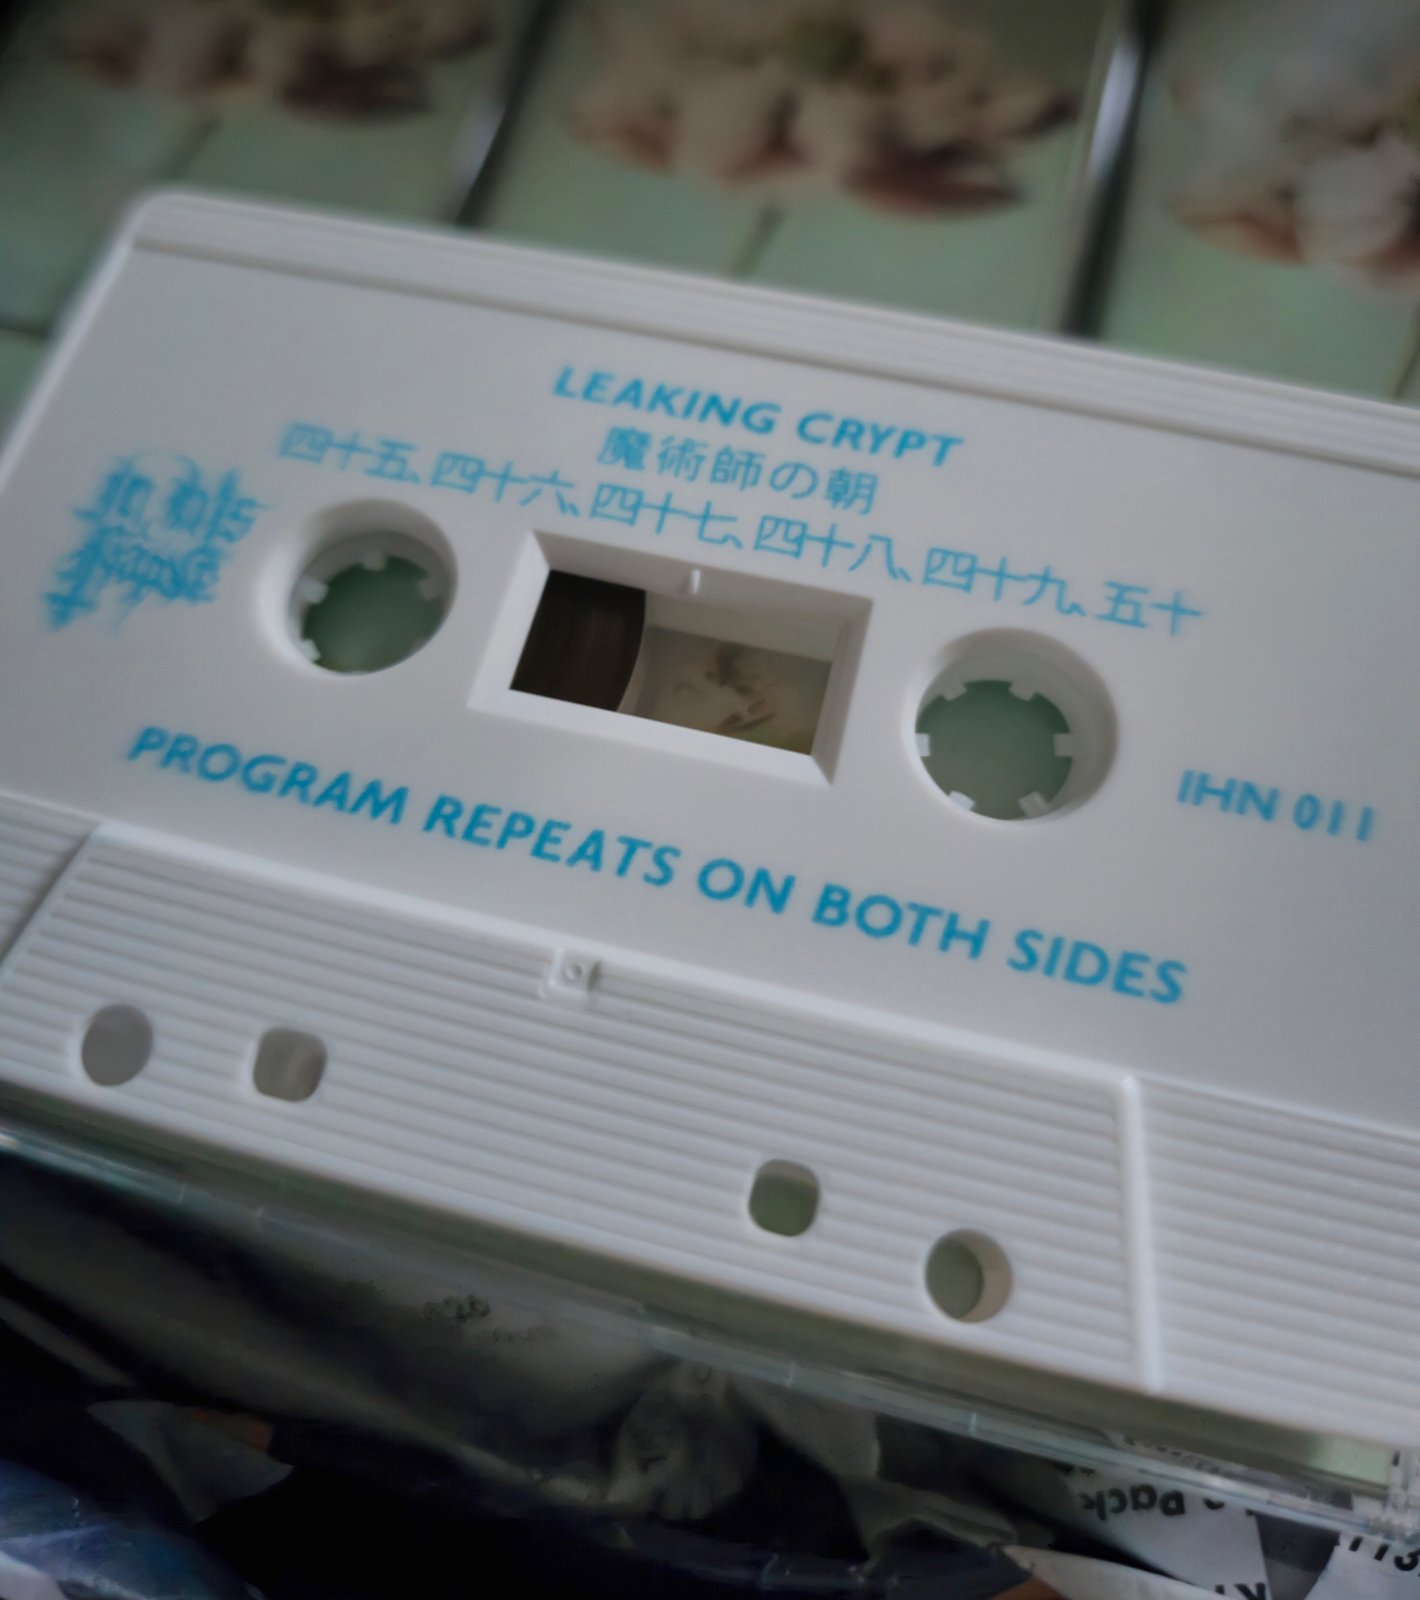 LEAKING CRYPT
魔術師の朝
四十五、四十六、四十七、四十八、四十九、五十
IHN 011
PROGRAM REPEATS ON BOTH SIDES